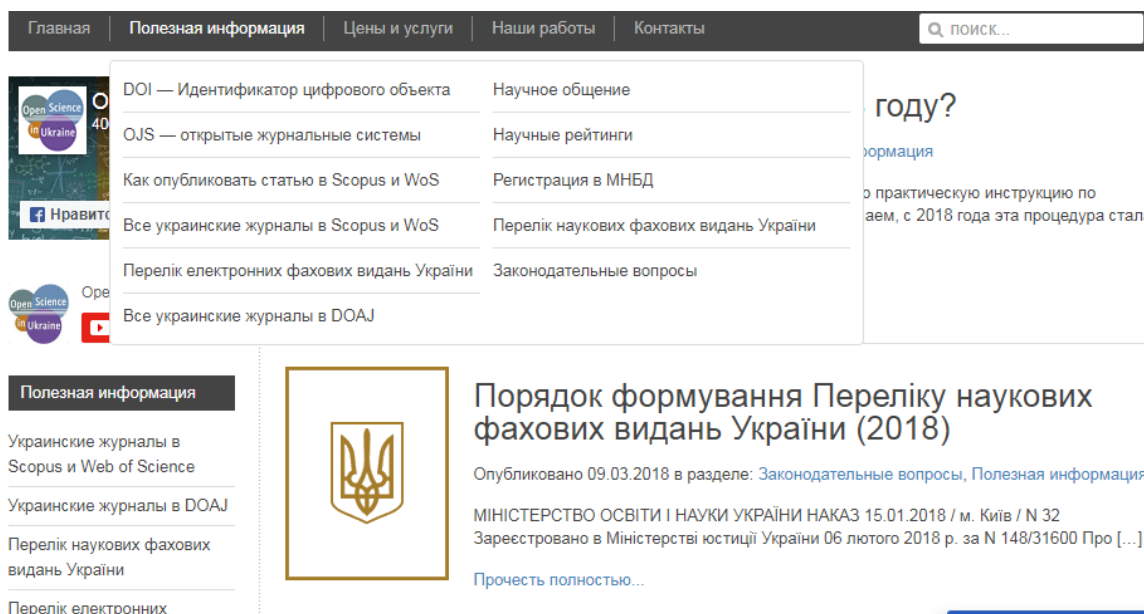 Главная
Полезная информация
Цены и услуги
Наши работы
Контакты
поиск...
Open Science
in Ukraine
O
40
Нравитс
DOI — Идентификатор цифрового объекта
OJS — открытые журнальные системы
Как опубликовать статью в Scopus и WoS
Все украинские журналы в Scopus и WoS
Перелік електронних фахових видань України
Все украинские журналы в DOAJ
Научное общение
Научные рейтинги
Регистрация в МНБД
Перелік наукових фахових видань України
Законодательные вопросы
году?
ормация
о практическую инструкцию по
аем, с 2018 года эта процедура стал
Open Science
in Ukraine
Ope
Полезная информация
Украинские журналы в
Scopus и Web of Science
Украинские журналы в DOAJ
Перелік наукових фахових
видань України
Перелік електронних
Порядок формування Переліку наукових
фахових видань України (2018)
Опубликовано 09.03.2018 в разделе: Законодательные вопросы, Полезная информация
МІНІСТЕРСТВО ОСВІТИ І НАУКИ УКРАЇНИ НАКАЗ 15.01.2018 / м. Київ / N 32
Зареєстровано в Міністерстві юстиції України 06 лютого 2018 р. за N 148/31600 Про [...]
Прочесть полностью...